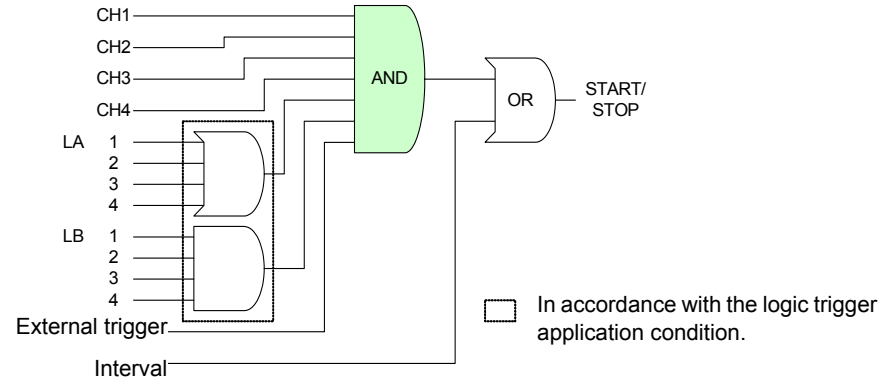 CH1
CH2
CH3
CH4
AND
OR
START/
STOP
LA 1
2
3
4
LB 1
2
3
4
External trigger
Interval
In accordance with the logic trigger
application condition.